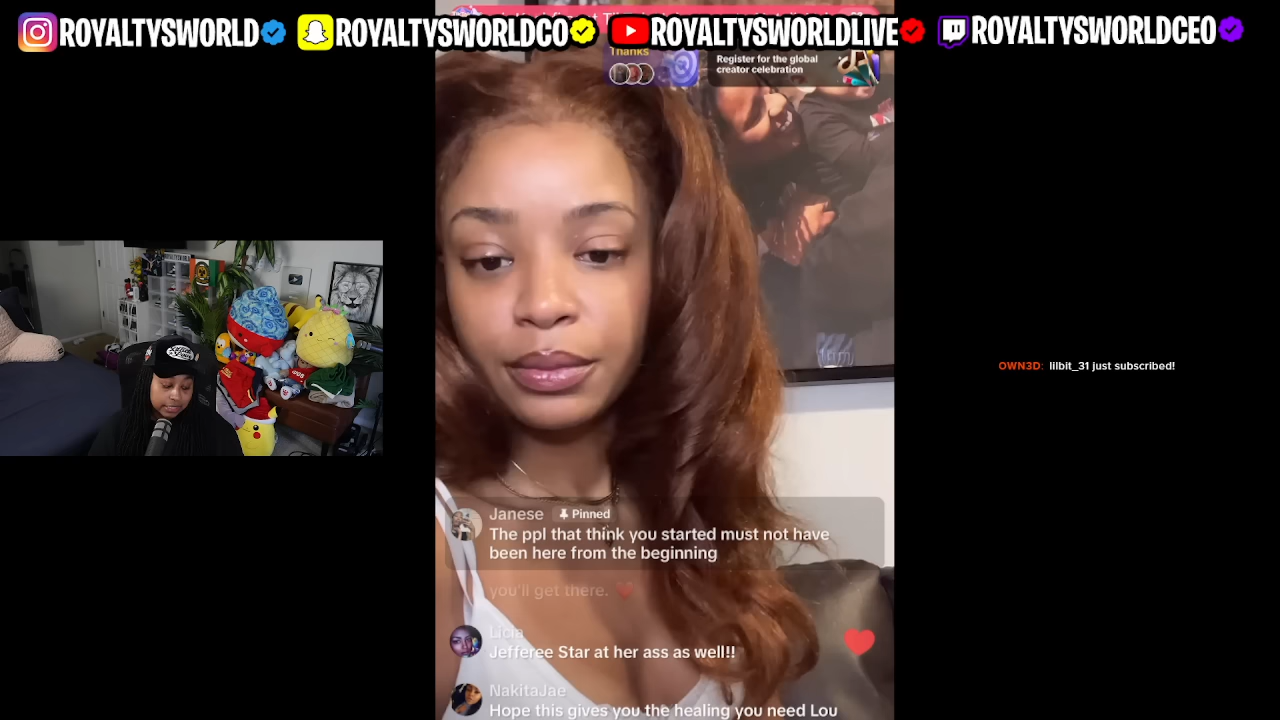 ROYALTYSWORLD ROYALTYSWORLDCO ROYALTYSWORLDLIVE ROYALTYSWORLDCEO
Thanks
Register for the global
creator celebration
OWN3D: lilbit_31 just subscribed!
Janese Pinned
The ppl that think you started must not have
been here from the beginning
you'll get there. ❤️
Licia
Jefferee Star at her ass as well!!
NakitaJae
Hope this gives you the healing you need Lou